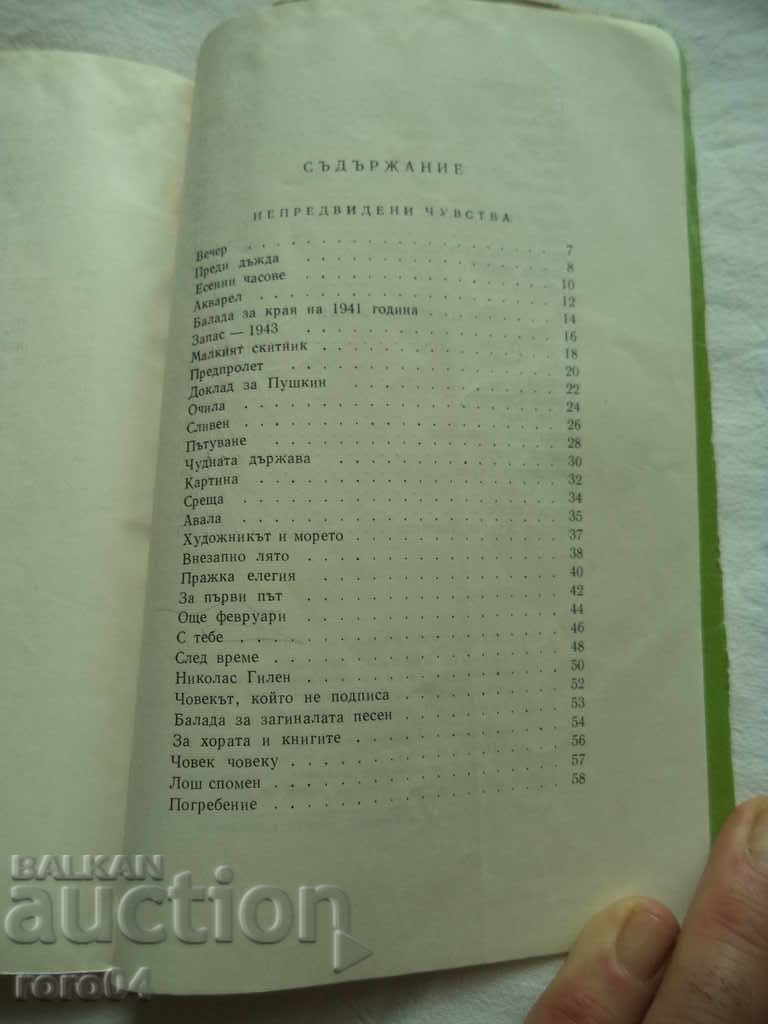 СЪДЪРЖАНИЕ
НЕПРЕДВИДЕНИ ЧУВСТВА
Вечер . . . . . . . . . . 7
Преди дъжда . . . . . . . . . . 8
Есенни часове . . . . . . . . . . 10
Акварел . . . . . . . . . . 12
Балада за края на 1941 година . . . . . . . . . . 14
Запас — 1943 . . . . . . . . . . 16
Малкият скитник . . . . . . . . . . 18
Предпролет . . . . . . . . . . 20
Доклад за Пушкин . . . . . . . . . . 22
Очила . . . . . . . . . . 24
Сливен . . . . . . . . . . 26
Пътуване . . . . . . . . . . 28
Чудната държава . . . . . . . . . . 30
Картина . . . . . . . . . . 32
Среща . . . . . . . . . . 34
Авала . . . . . . . . . . 35
Художникът и морето . . . . . . . . . . 37
Внезапно лято . . . . . . . . . . 38
Пражка елегия . . . . . . . . . . 40
За първи път . . . . . . . . . . 42
Още февруари . . . . . . . . . . 44
С тебе . . . . . . . . . . 46
След време . . . . . . . . . . 48
Николас Гилен . . . . . . . . . . 50
Човекът, който не подписа . . . . . . . . . . 52
Балада за загиналата песен . . . . . . . . . . 53
За хората и книгите . . . . . . . . . . 54
Човек човеку . . . . . . . . . . 56
Лош спомен . . . . . . . . . . 57
Погребение . . . . . . . . . . 58
BALKAN
auction
roro04